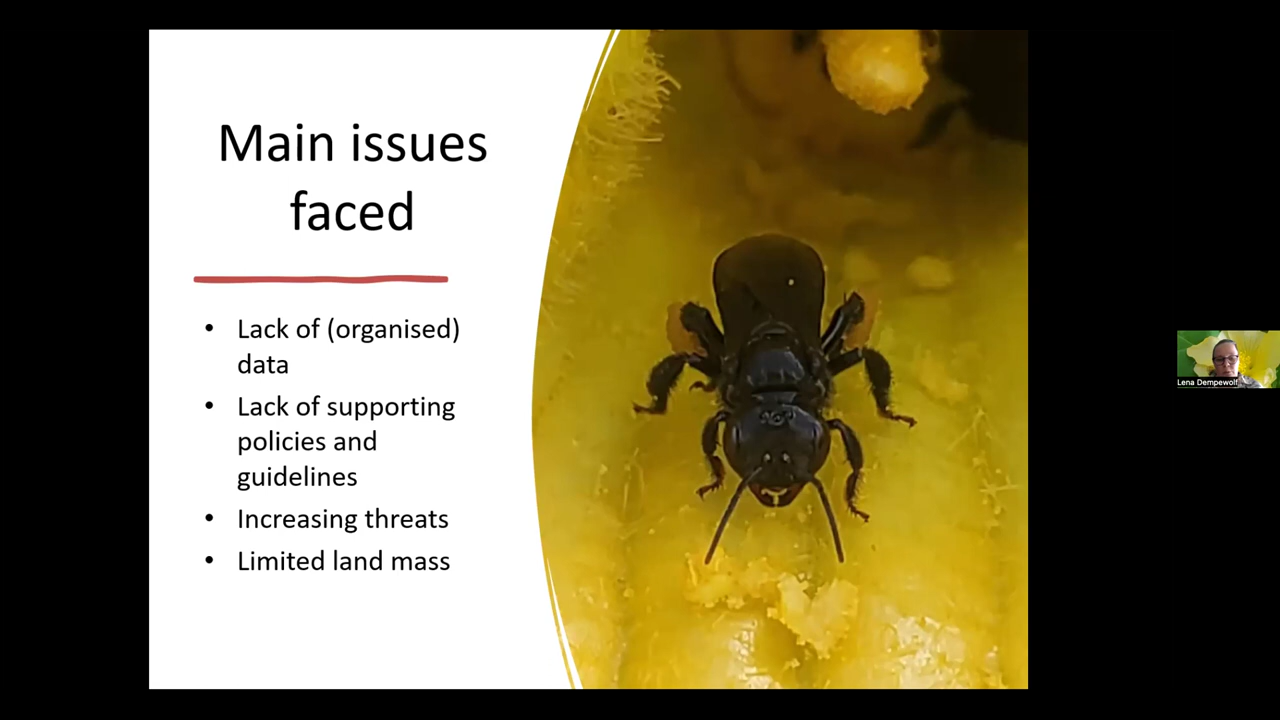 Main issues
faced
• Lack of (organised)
data
• Lack of supporting
policies and
guidelines
• Increasing threats
• Limited land mass
Lena Dempewolf